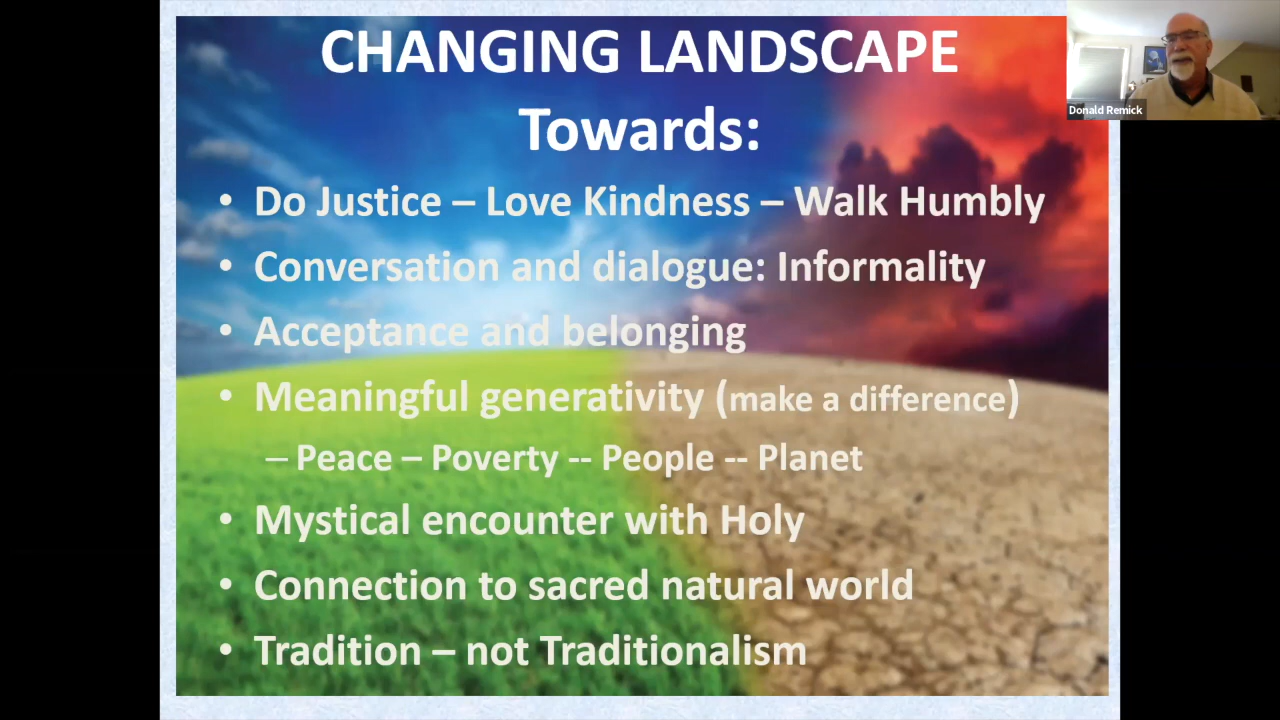 CHANGING LANDSCAPE
Towards:
• Do Justice – Love Kindness – Walk Humbly
• Conversation and dialogue: Informality
• Acceptance and belonging
• Meaningful generativity (make a difference)
– Peace – Poverty -- People -- Planet
• Mystical encounter with Holy
• Connection to sacred natural world
• Tradition – not Traditionalism
Donald Remick